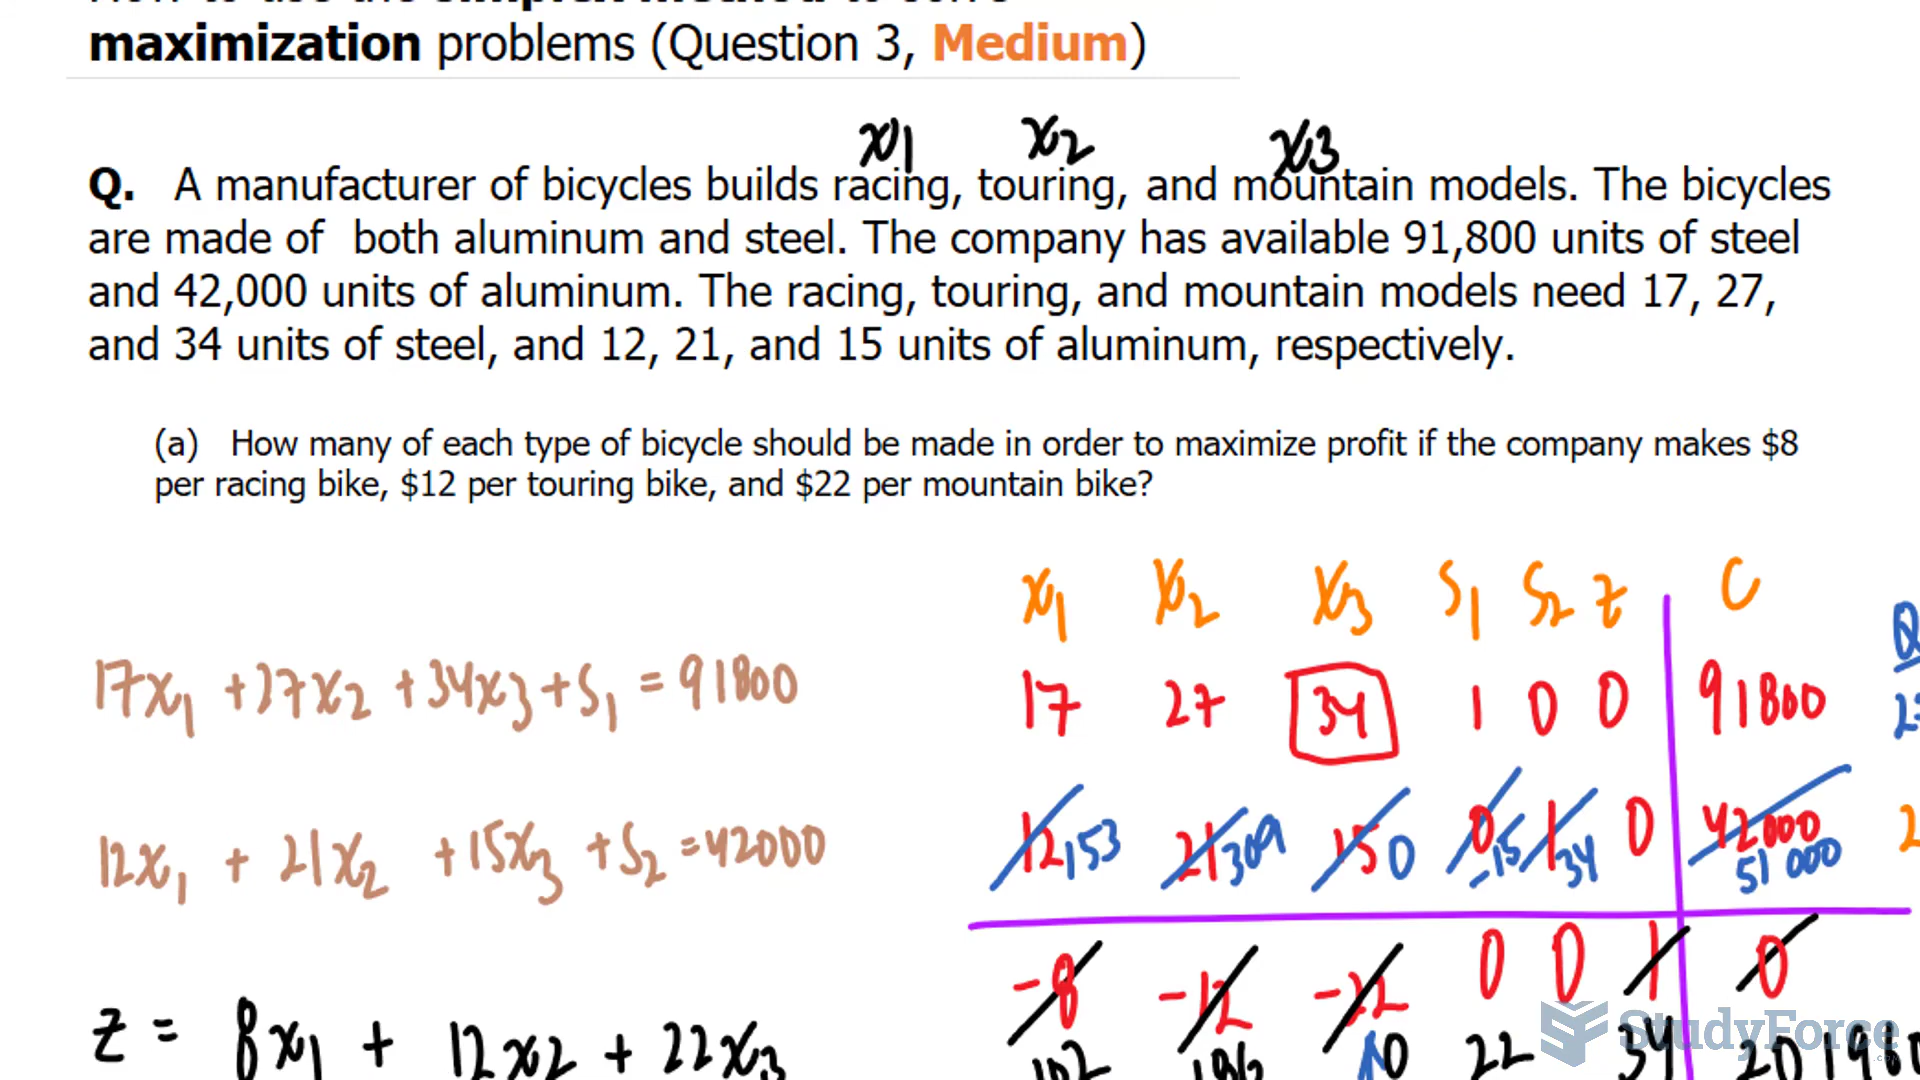 maximization problems (Question 3, Medium)
x1 x2 x3
Q. A manufacturer of bicycles builds racing, touring, and mountain models. The bicycles
are made of both aluminum and steel. The company has available 91,800 units of steel
and 42,000 units of aluminum. The racing, touring, and mountain models need 17, 27,
and 34 units of steel, and 12, 21, and 15 units of aluminum, respectively.
(a) How many of each type of bicycle should be made in order to maximize profit if the company makes $8
per racing bike, $12 per touring bike, and $22 per mountain bike?
x1 x2 x3 S1 S2 z C
17x1 + 27x2 + 34x3 + S1 = 91800
17 27 34 1 0 0 91800
12x1 + 21x2 + 15x3 + S2 = 42000
12 153 21 309 15 0 0 -15 1 34 0 42000 51000
-8 -12 -22 0 0 1 0
z = 8x1 + 12x2 + 22x3
102 186 0 22 34
StudyForce
.com